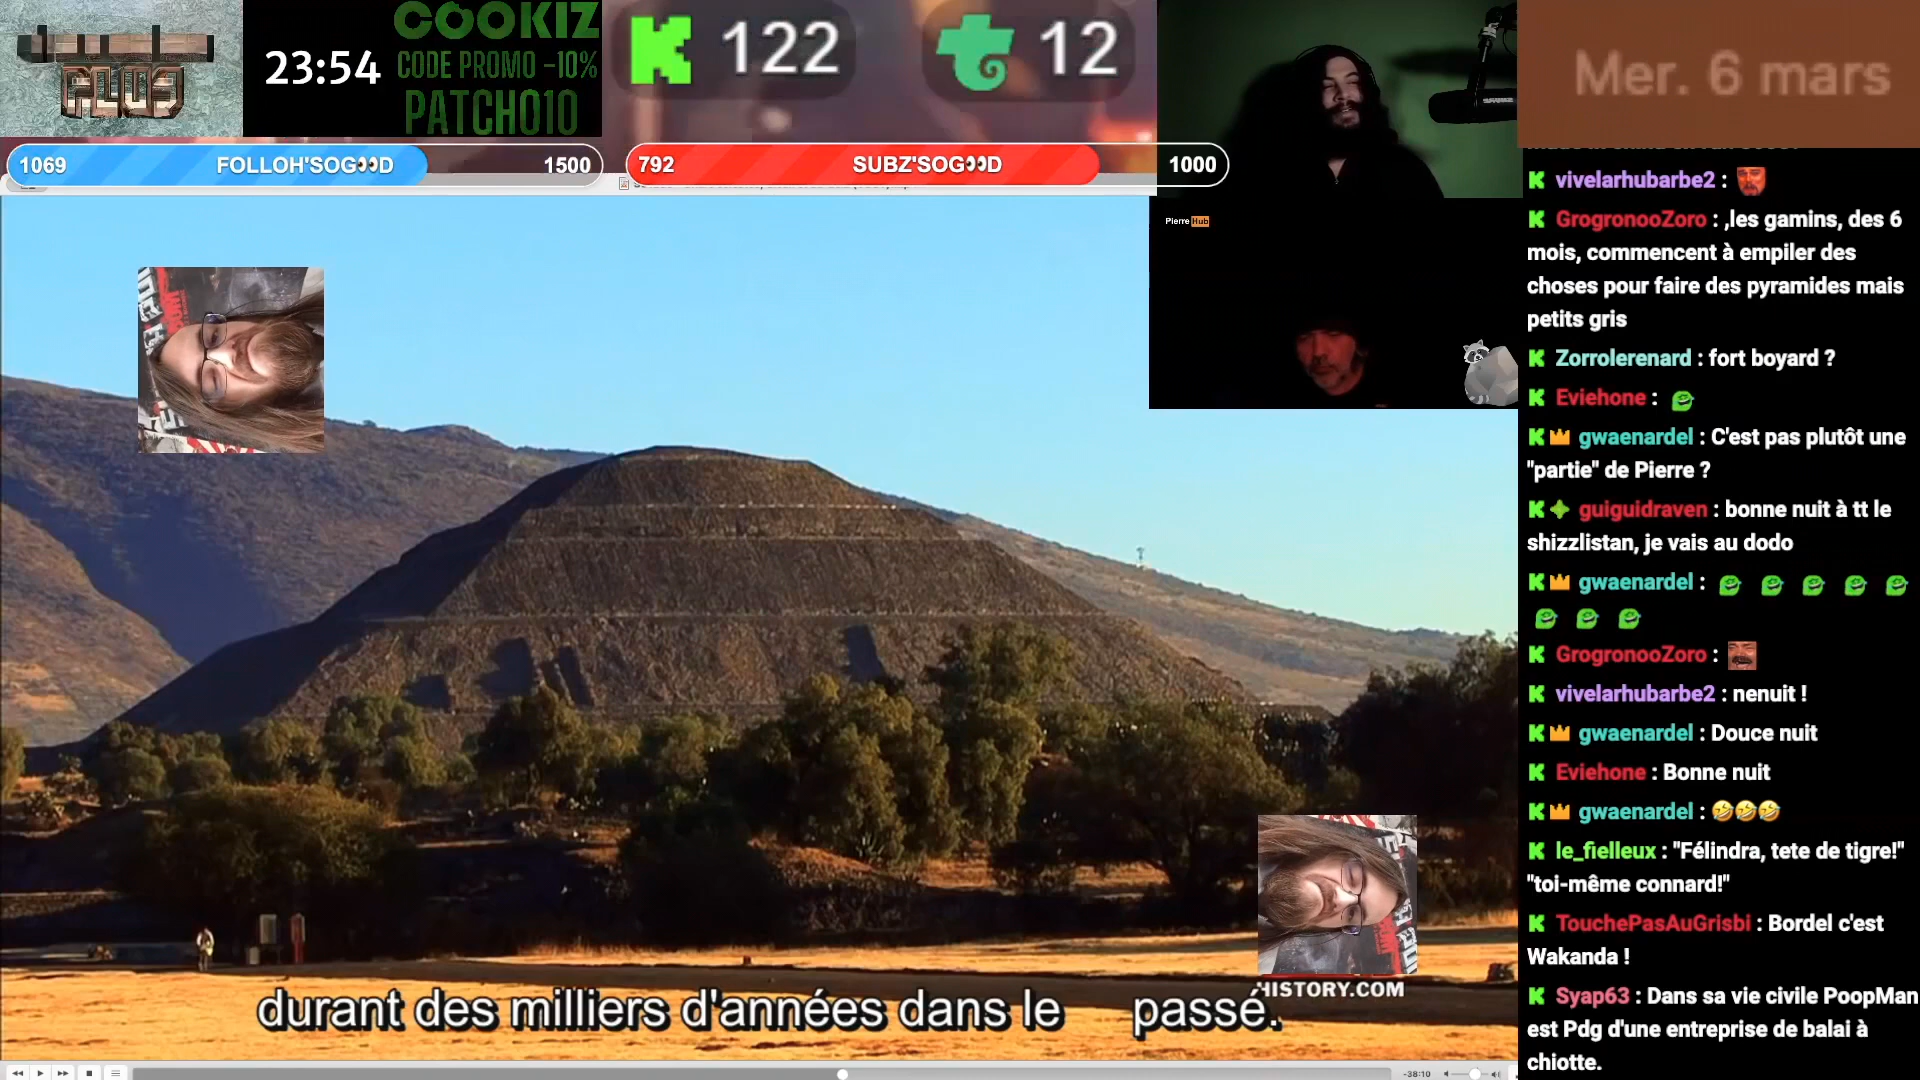 23:54
COOKIZ
CODE PROMO -10%
PATCHO10
122
12
Mer. 6 mars
1069 FOLLOH'SOG👀D 1500
792 SUBZ'SOG👀D 1000
Pierre Hub
vivelarhubarbe2 :
GrogronooZoro : ,les gamins, des 6
mois, commencent à empiler des
choses pour faire des pyramides mais
petits gris
Zorrolerenard : fort boyard ?
Eviehone :
gwaenardel : C'est pas plutôt une
"partie" de Pierre ?
guiguidraven : bonne nuit à tt le
shizzlistan, je vais au dodo
gwaenardel :
GrogronooZoro :
vivelarhubarbe2 : nenuit !
gwaenardel : Douce nuit
Eviehone : Bonne nuit
gwaenardel : 🤣🤣🤣
le_fielleux : "Félindra, tete de tigre!"
"toi-même connard!"
TouchePasAuGrisbi : Bordel c'est
Wakanda !
Syap63 : Dans sa vie civile PoopMan
est Pdg d'une entreprise de balai à
chiotte.
HISTORY.COM
durant des milliers d'années dans le passé.
-38:10